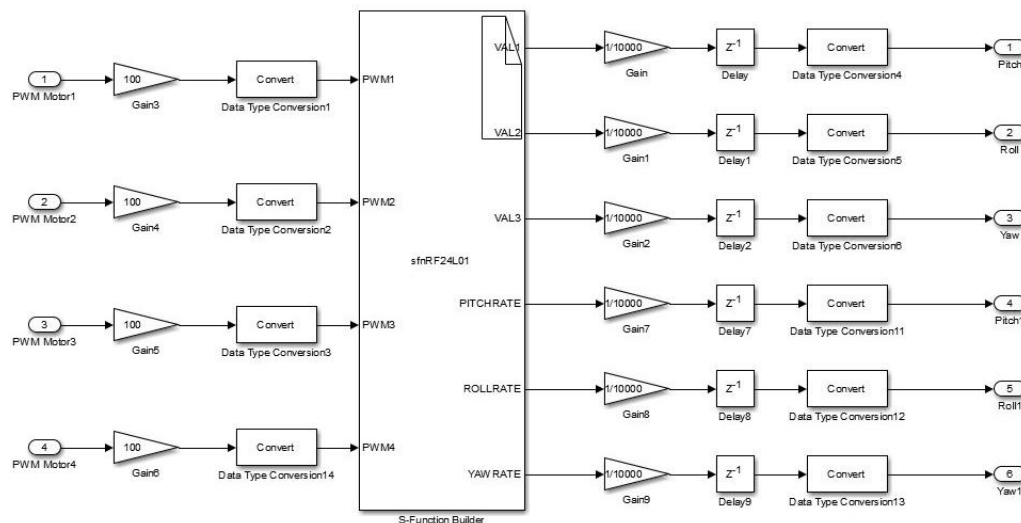 1
PWM Motor1
100
Gain3
Convert
Data Type Conversion1
PWM1
2
PWM Motor2
100
Gain4
Convert
Data Type Conversion2
PWM2
3
PWM Motor3
100
Gain5
Convert
Data Type Conversion3
PWM3
4
PWM Motor4
100
Gain6
Convert
Data Type Conversion14
PWM4
sfnRF24L01
S-Function Builder
VAL1
1/10000
Gain
Z-1
Delay
Convert
Data Type Conversion4
1
Pitch
VAL2
1/10000
Gain1
Z-1
Delay1
Convert
Data Type Conversion5
2
Roll
VAL3
1/10000
Gain2
Z-1
Delay2
Convert
Data Type Conversion6
3
Yaw
PITCHRATE
1/10000
Gain7
Z-1
Delay7
Convert
Data Type Conversion11
4
Pitch1
ROLLRATE
1/10000
Gain8
Z-1
Delay8
Convert
Data Type Conversion12
5
Roll1
YAWRATE
1/10000
Gain9
Z-1
Delay9
Convert
Data Type Conversion13
6
Yaw1